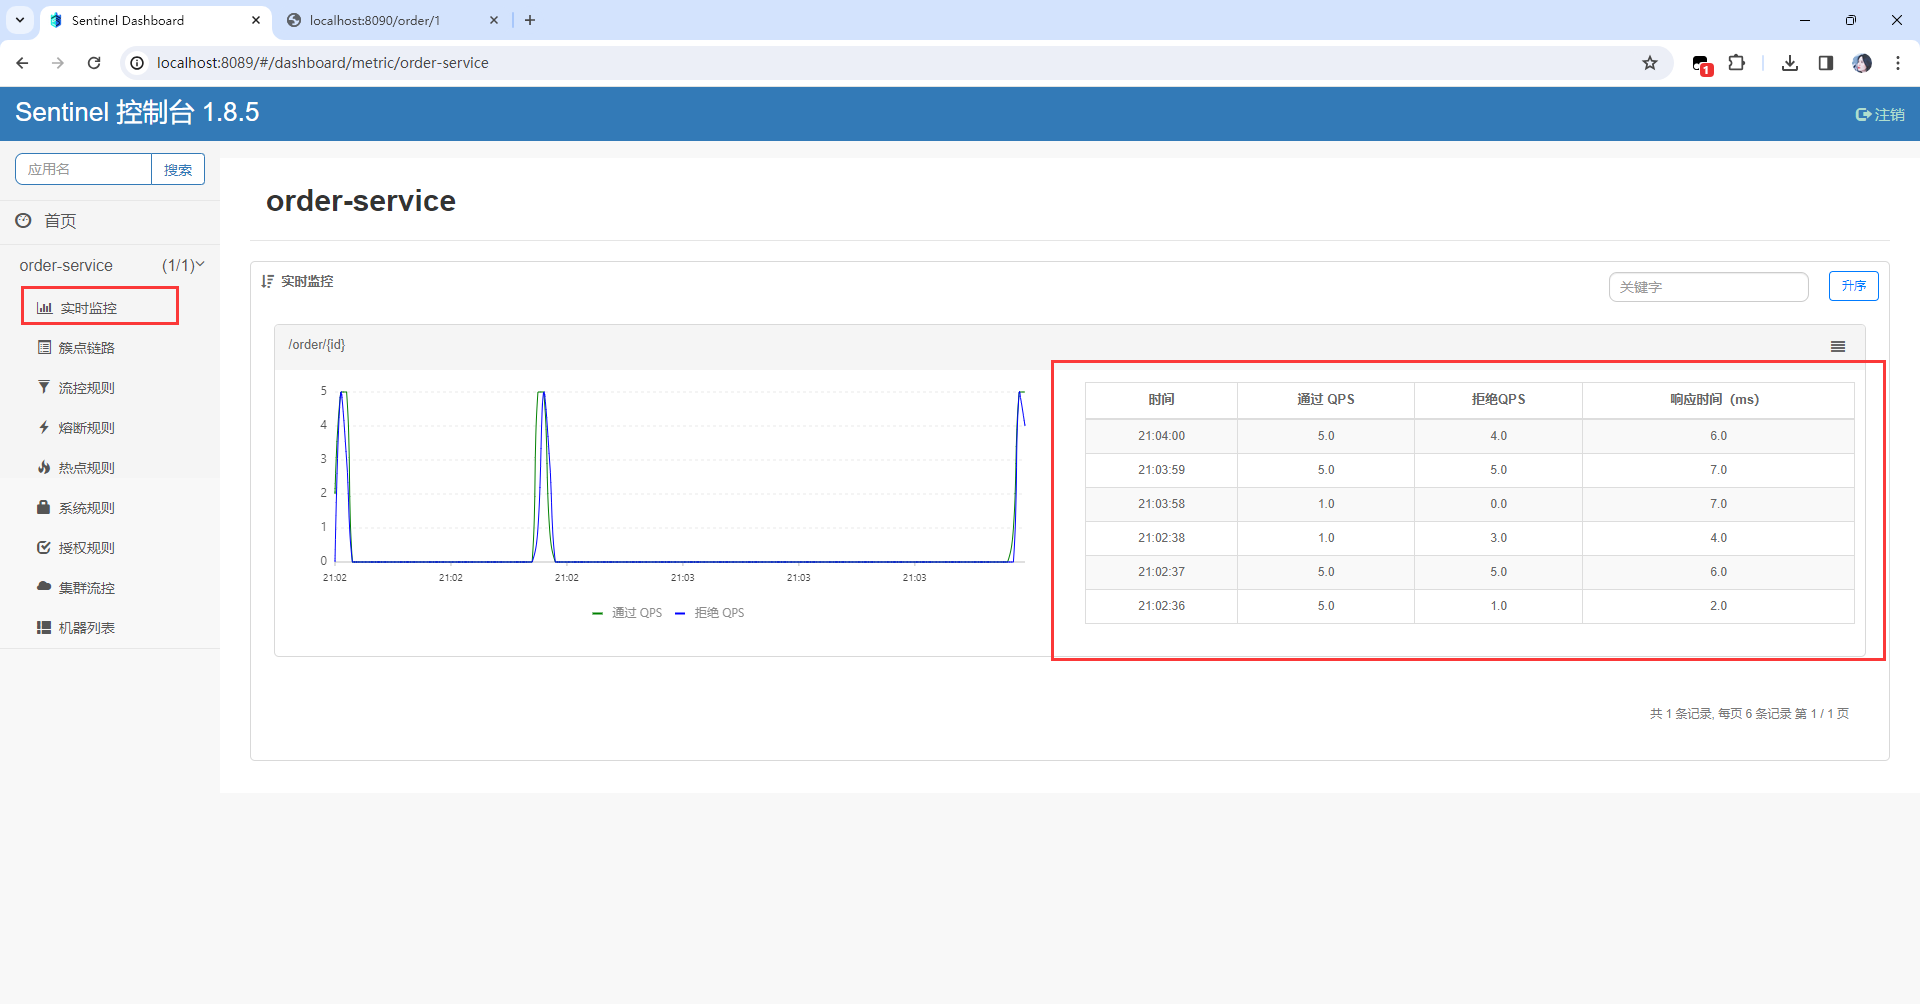 Sentinel Dashboard
localhost:8090/order/1
localhost:8089/#/dashboard/metric/order-service
1
Sentinel 控制台 1.8.5
注销
应用名 搜索
首页
order-service (1/1)
实时监控
簇点链路
流控规则
熔断规则
热点规则
系统规则
授权规则
集群流控
机器列表
order-service
实时监控
关键字 升序
/order/{id}
5
4
3
2
1
0
21:02 21:02 21:02 21:03 21:03 21:03
通过 QPS 拒绝 QPS
时间 通过 QPS 拒绝QPS 响应时间（ms）
21:04:00 5.0 4.0 6.0
21:03:59 5.0 5.0 7.0
21:03:58 1.0 0.0 7.0
21:02:38 1.0 3.0 4.0
21:02:37 5.0 5.0 6.0
21:02:36 5.0 1.0 2.0
共 1 条记录, 每页 6 条记录 第 1 / 1 页